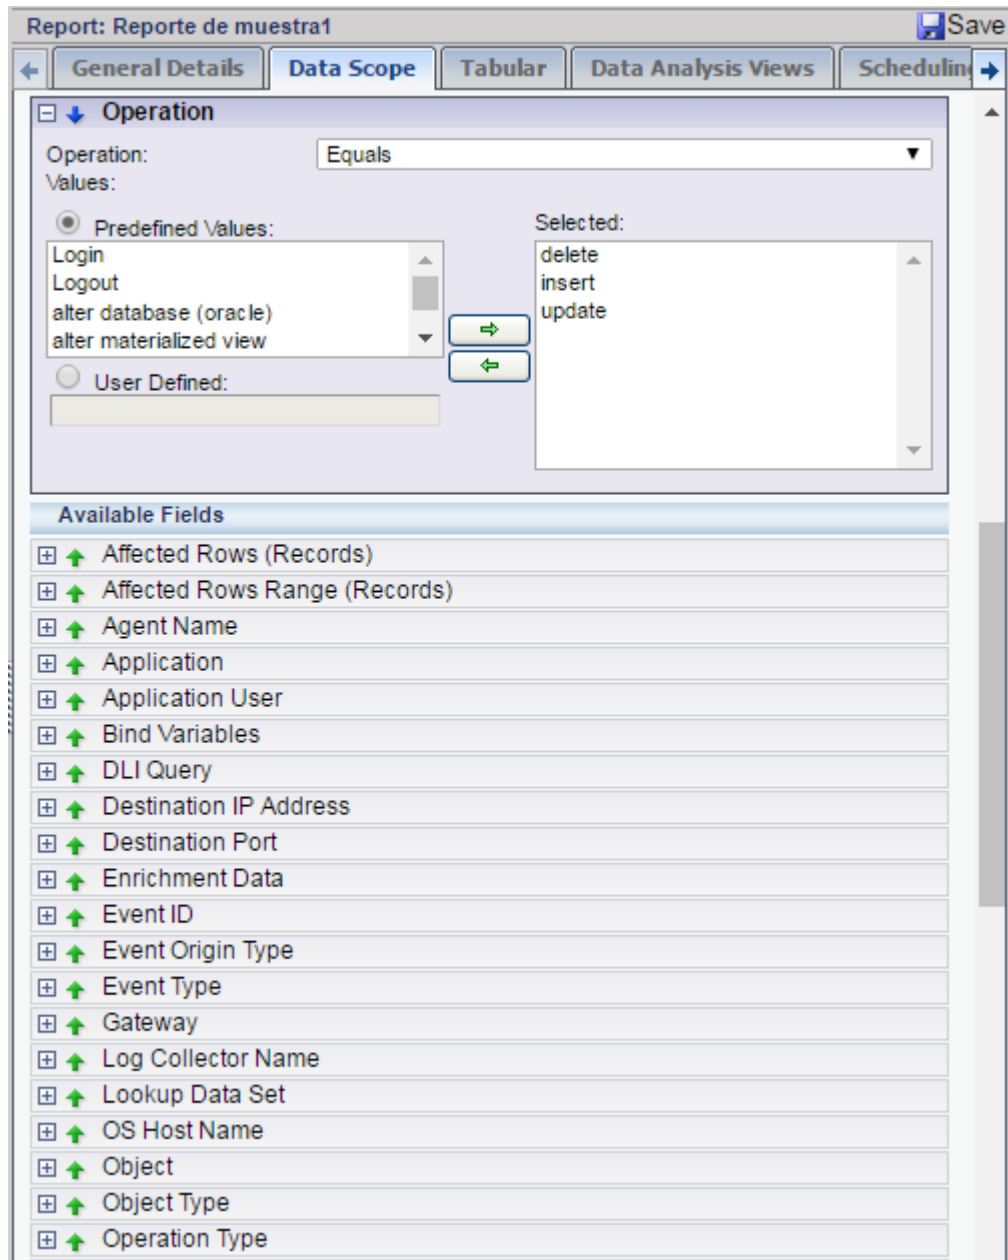 Report: Reporte de muestra1
Save
General Details
Data Scope
Tabular
Data Analysis Views
Scheduling
Operation
Operation:
Equals
Values:
Predefined Values:
Selected:
Login
Logout
alter database (oracle)
alter materialized view
delete
insert
update
User Defined:
Available Fields
Affected Rows (Records)
Affected Rows Range (Records)
Agent Name
Application
Application User
Bind Variables
DLI Query
Destination IP Address
Destination Port
Enrichment Data
Event ID
Event Origin Type
Event Type
Gateway
Log Collector Name
Lookup Data Set
OS Host Name
Object
Object Type
Operation Type